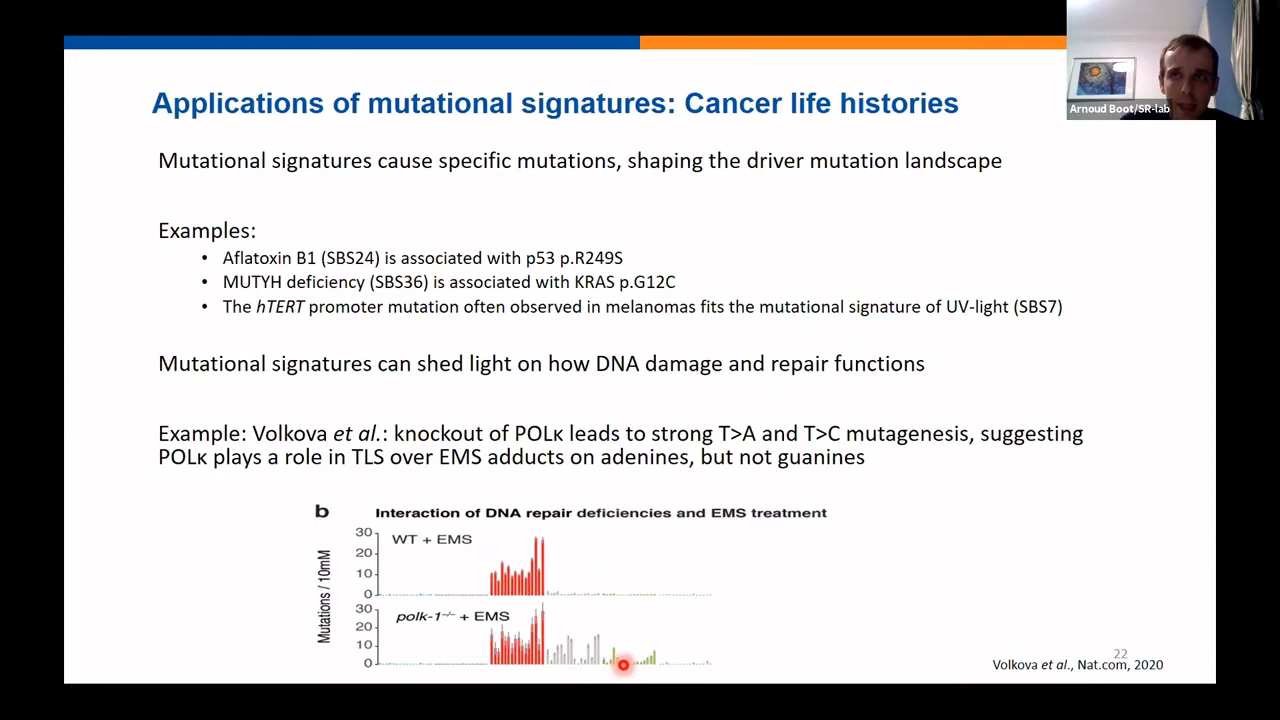 Arnoud Boot/SR-lab
Applications of mutational signatures: Cancer life histories
Mutational signatures cause specific mutations, shaping the driver mutation landscape
Examples:
• Aflatoxin B1 (SBS24) is associated with p53 p.R249S
• MUTYH deficiency (SBS36) is associated with KRAS p.G12C
• The hTERT promoter mutation often observed in melanomas fits the mutational signature of UV-light (SBS7)
Mutational signatures can shed light on how DNA damage and repair functions
Example: Volkova et al.: knockout of POLκ leads to strong T>A and T>C mutagenesis, suggesting
POLκ plays a role in TLS over EMS adducts on adenines, but not guanines
b Interaction of DNA repair deficiencies and EMS treatment
Mutations / 10mM
30
20
10
0
WT + EMS
30
20
10
0
polk-1⁻/⁻ + EMS
22
Volkova et al., Nat.com, 2020